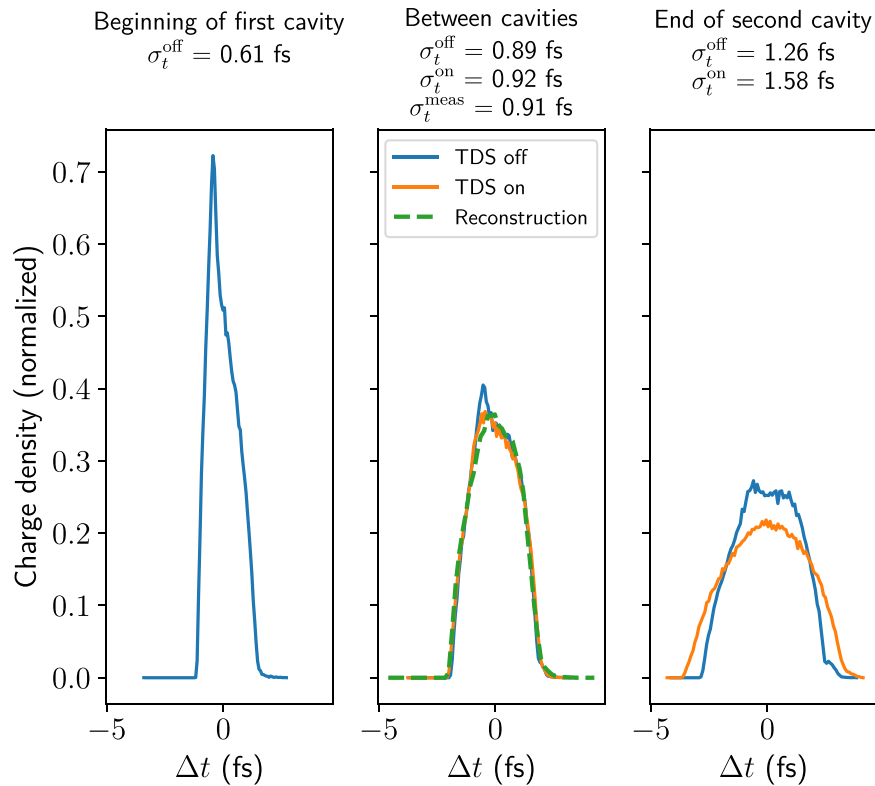 Beginning of first cavity
σ_t^off = 0.61 fs
Between cavities
σ_t^off = 0.89 fs
σ_t^on = 0.92 fs
σ_t^meas = 0.91 fs
End of second cavity
σ_t^off = 1.26 fs
σ_t^on = 1.58 fs
Charge density (normalized)
0.7
0.6
0.5
0.4
0.3
0.2
0.1
0.0
TDS off
TDS on
Reconstruction
−5 0
−5 0
−5 0
Δt (fs)
Δt (fs)
Δt (fs)